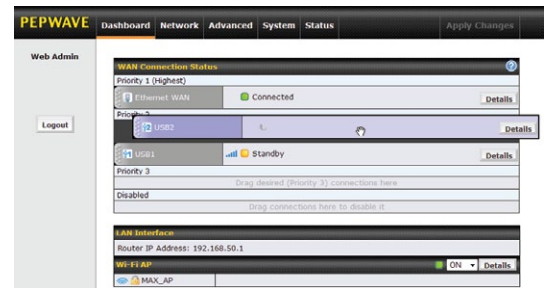 PEPWAVE Dashboard Network Advanced System Status Apply Changes
Web Admin
WAN Connection Status
Priority 1 (Highest)
Ethernet WAN Connected Details
USB2 Details
USB1 Standby Details
Priority 3
Drag desired (Priority 3) connections here
Disabled
Drag connections here to disable it
Logout
LAN Interface
Router IP Address: 192.168.50.1
Wi-Fi AP ON Details
MAX_AP